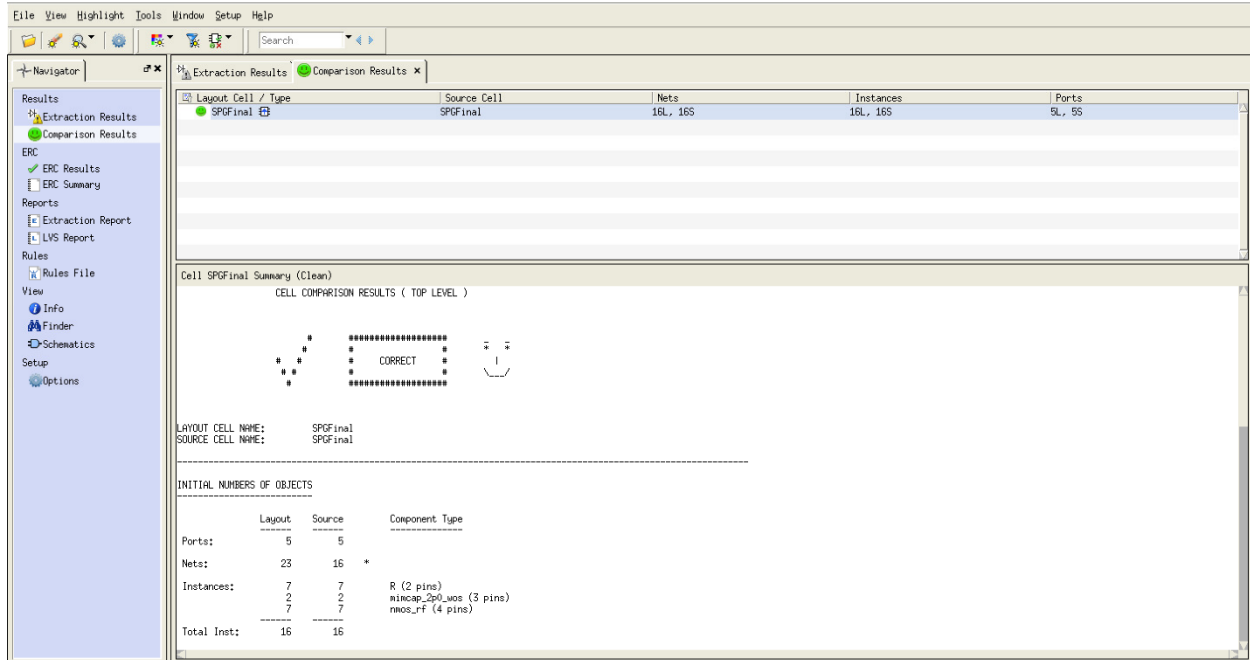 File View Highlight Tools Window Setup Help
Search
Navigator
Extraction Results Comparison Results
Results
Extraction Results
Comparison Results
ERC
ERC Results
ERC Summary
Reports
Extraction Report
LVS Report
Rules
Rules File
View
Info
Finder
Schematics
Setup
Options
Layout Cell / Type Source Cell Nets Instances Ports
SPGFinal SPGFinal 16L, 16S 16L, 16S 5L, 5S
Cell SPGFinal Summary (Clean)
CELL COMPARISON RESULTS ( TOP LEVEL )
CORRECT
LAYOUT CELL NAME: SPGFinal
SOURCE CELL NAME: SPGFinal
INITIAL NUMBERS OF OBJECTS
Layout Source Component Type
Ports: 5 5
Nets: 23 16 *
Instances: 7 7 R (2 pins)
2 2 mimcap_2p0_wos (3 pins)
7 7 nmos_rf (4 pins)
Total Inst: 16 16